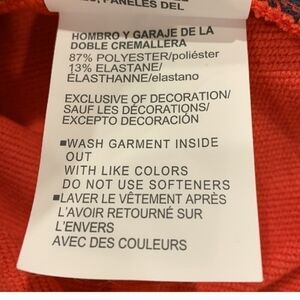 PANELES DEL
HOMBRO Y GARAJE DE LA
DOBLE CREMALLERA
87% POLYESTER/poliéster
13% ELASTANE/
ÉLASTHANNE/elastano
EXCLUSIVE OF DECORATION/
SAUF LES DÉCORATIONS/
EXCEPTO DECORACIÓN
■WASH GARMENT INSIDE
OUT
WITH LIKE COLORS
DO NOT USE SOFTENERS
■LAVER LE VÊTEMENT APRÈS
L'AVOIR RETOURNÉ SUR
L'ENVERS
AVEC DES COULEURS